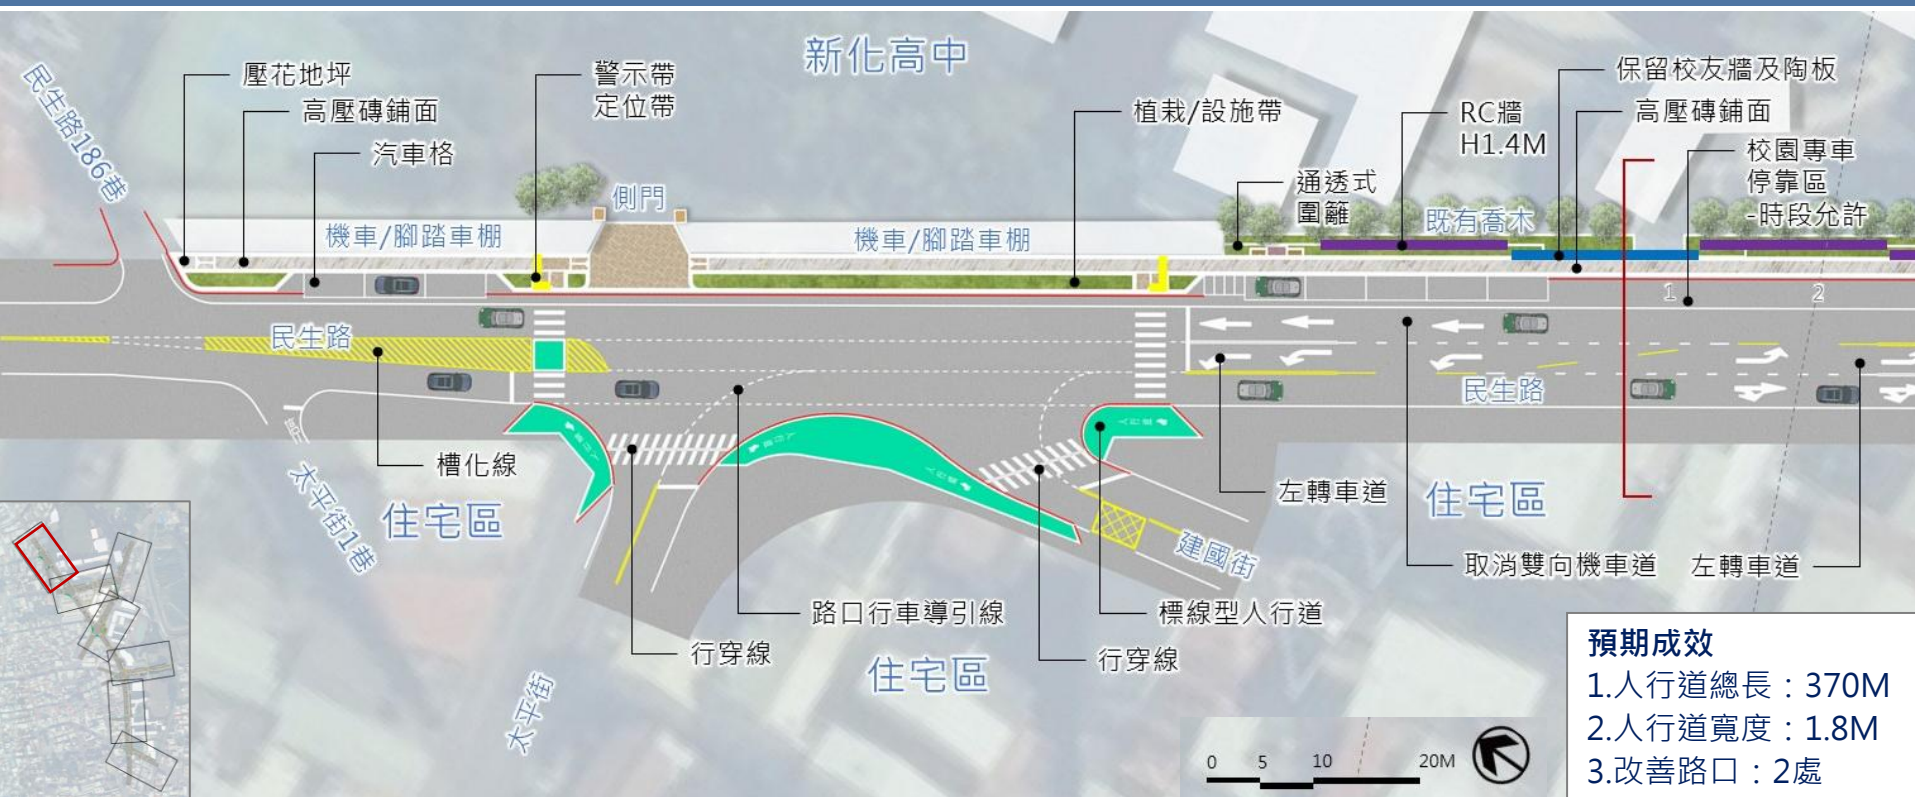 新化高中
民生路186巷
壓花地坪
高壓磚鋪面
汽車格
警示帶
定位帶
植栽/設施帶
RC牆
H1.4M
保留校友牆及陶板
高壓磚鋪面
校園專車
停靠區
-時段允許
通透式
圍籬
側門
機車/腳踏車棚
機車/腳踏車棚
既有喬木
1
2
民生路
民生路
槽化線
住宅區
太平街1巷
左轉車道
住宅區
建國街
取消雙向機車道
左轉車道
路口行車導引線
標線型人行道
行穿線
行穿線
住宅區
太平街
0 5 10 20M
預期成效
1.人行道總長：370M
2.人行道寬度：1.8M
3.改善路口：2處